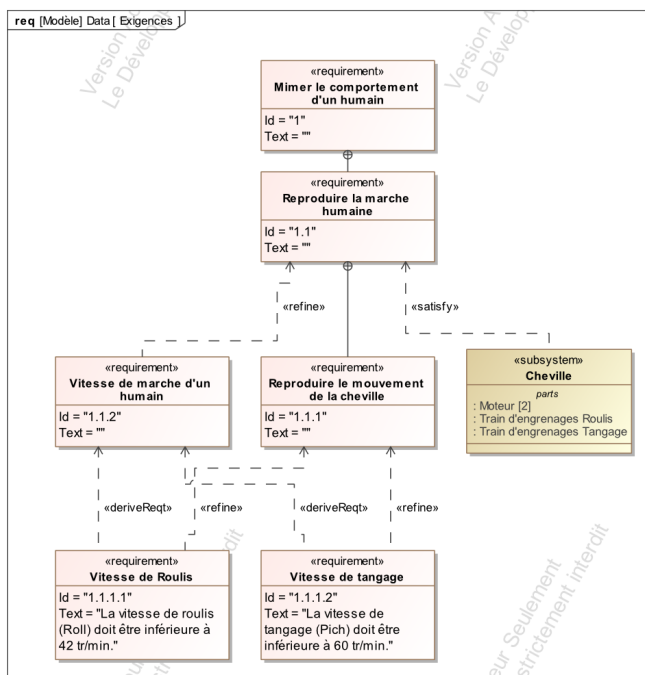 req [Modèle] Data [ Exigences ]
«requirement»
Mimer le comportement
d'un humain
Id = "1"
Text = ""
«requirement»
Reproduire la marche
humaine
Id = "1.1"
Text = ""
«refine»
«satisfy»
«requirement»
Vitesse de marche d'un
humain
Id = "1.1.2"
Text = ""
«requirement»
Reproduire le mouvement
de la cheville
Id = "1.1.1"
Text = ""
«subsystem»
Cheville
parts
: Moteur [2]
: Train d'engrenages Roulis
: Train d'engrenages Tangage
«deriveReqt»
«refine»
«deriveReqt»
«refine»
«requirement»
Vitesse de Roulis
Id = "1.1.1.1"
Text = "La vitesse de roulis
(Roll) doit être inférieure à
42 tr/min."
«requirement»
Vitesse de tangage
Id = "1.1.1.2"
Text = "La vitesse de
tangage (Pich) doit être
inférieure à 60 tr/min."